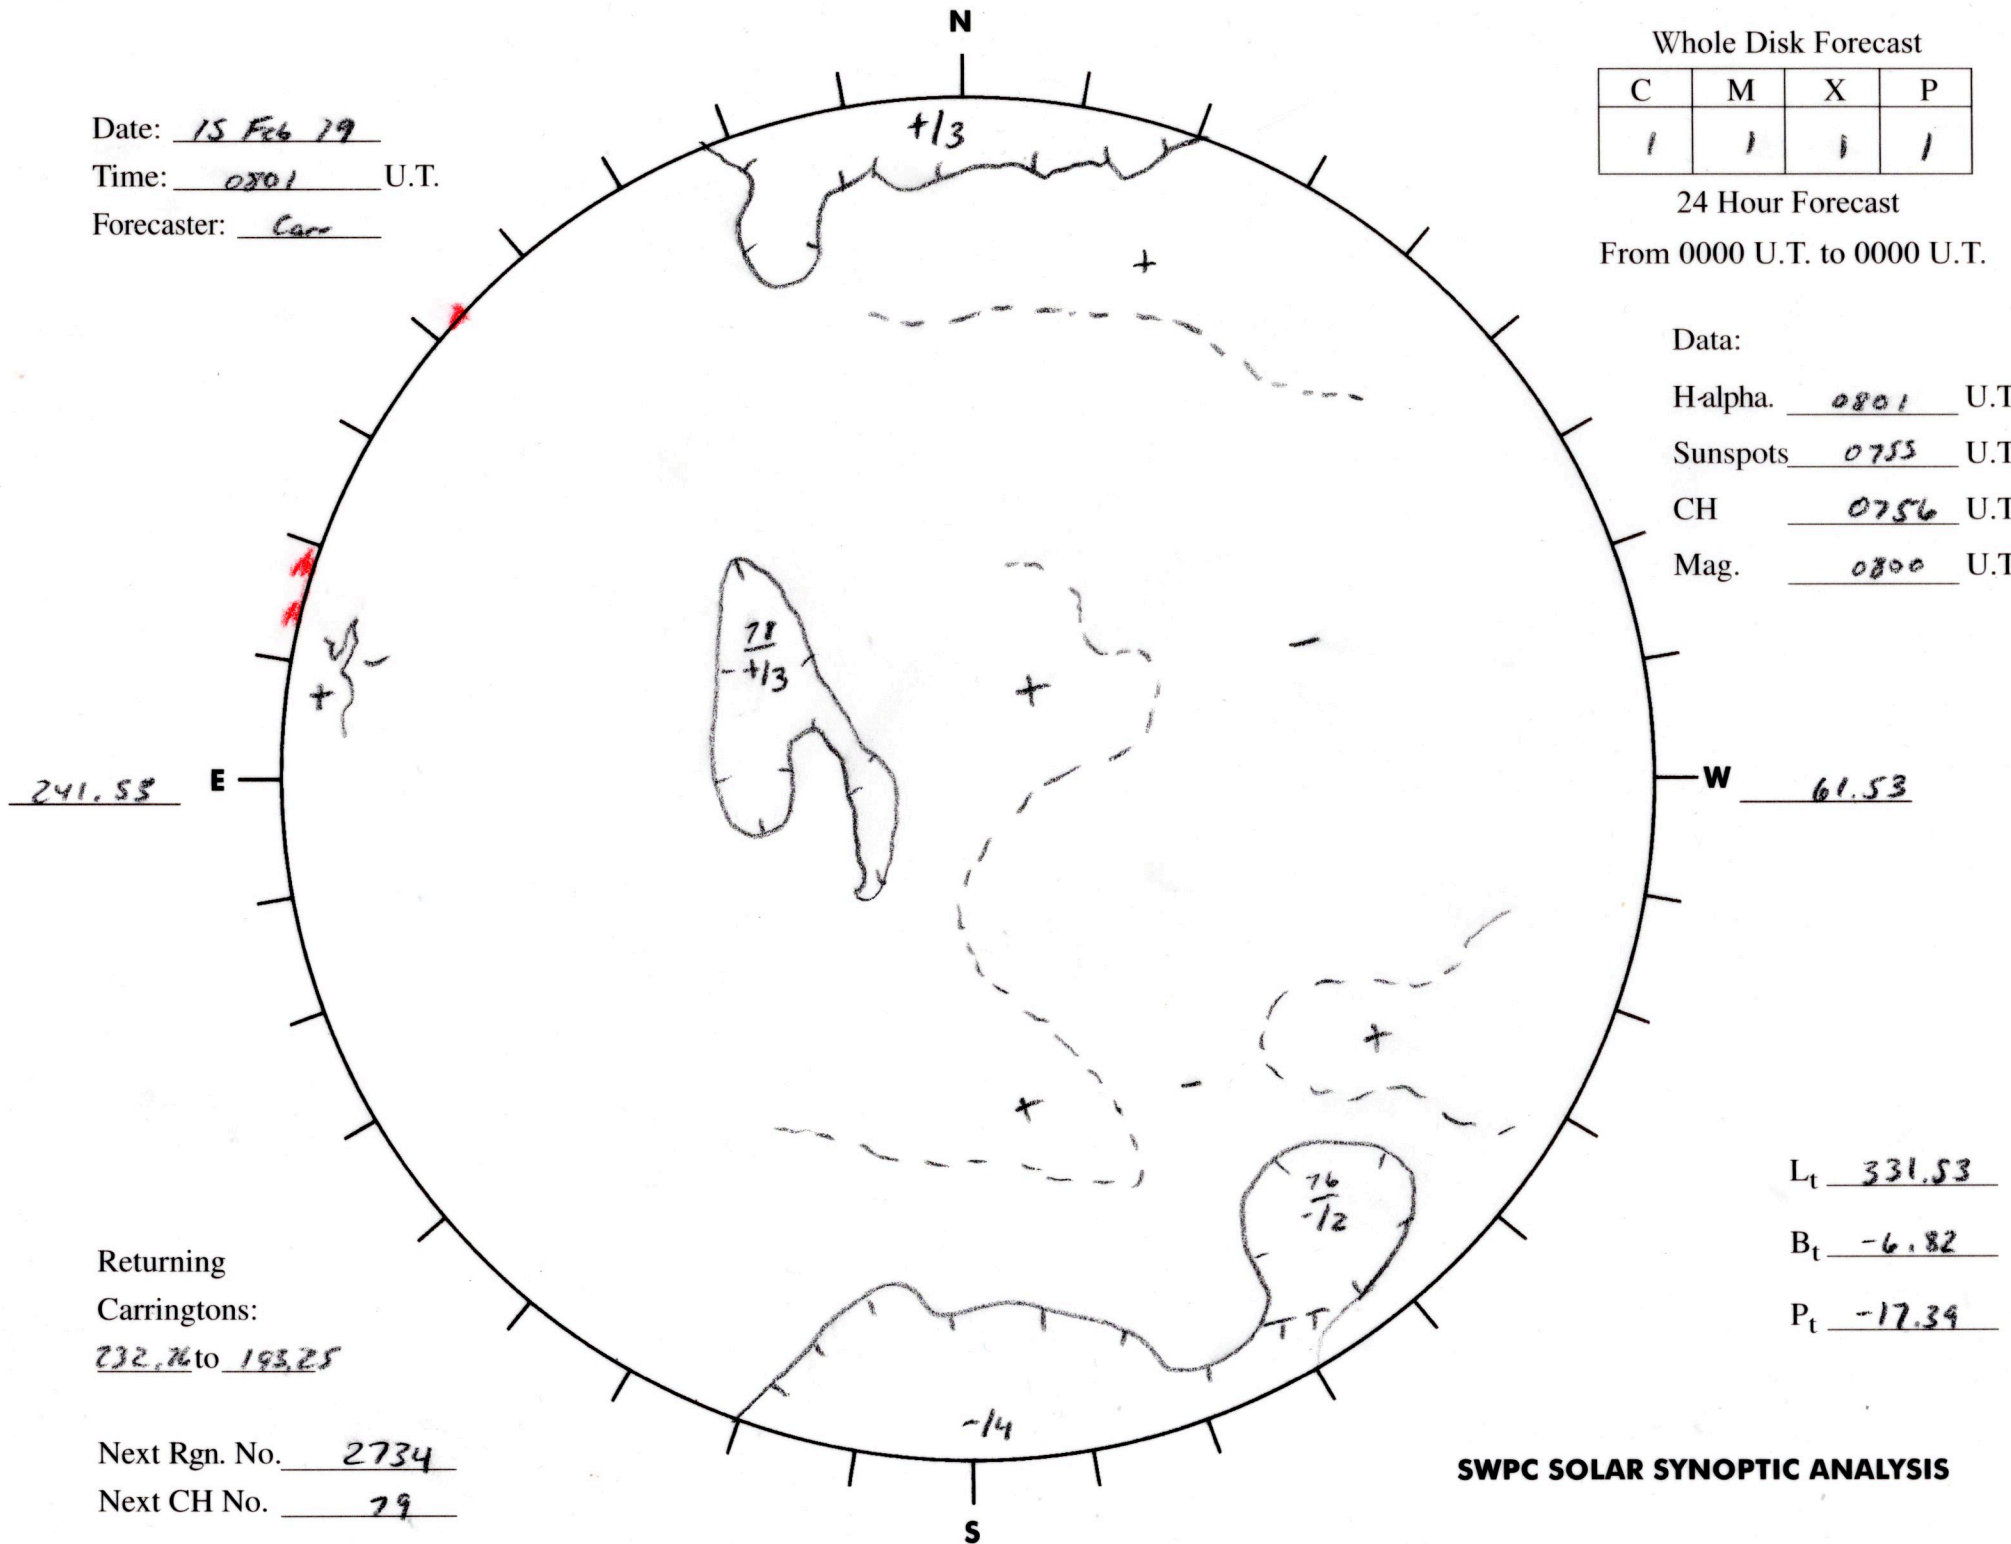 N
Whole Disk Forecast
C M X P
1 1 1 1
24 Hour Forecast
From 0000 U.T. to 0000 U.T.
Date: 15 Feb 19
Time: 0801 U.T.
Forecaster: Carr
+/3
+
Data:
H-alpha. 0801 U.T
Sunspots 0755 U.T
CH 0756 U.T
Mag. 0800 U.T
78
+/3
-
+
-
+
241.53 E
W 61.53
+
+
-
76
-/2
-/4
Lt 331.53
Bt -6.82
Pt -17.39
Returning
Carringtons:
232.76 to 193.25
Next Rgn. No. 2734
Next CH No. 79
SWPC SOLAR SYNOPTIC ANALYSIS
S